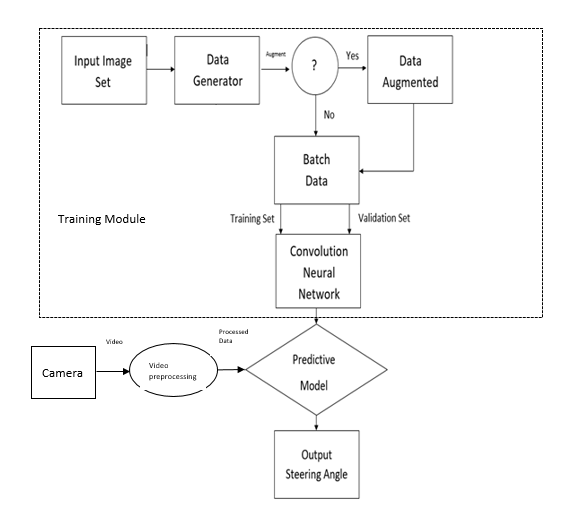 Input Image
Set
Data
Generator
Augment
?
Yes
Data
Augmented
No
Batch
Data
Training Module
Training Set
Validation Set
Convolution
Neural
Network
Camera
Video
Video
preprocessing
Processed
Data
Predictive
Model
Output
Steering Angle